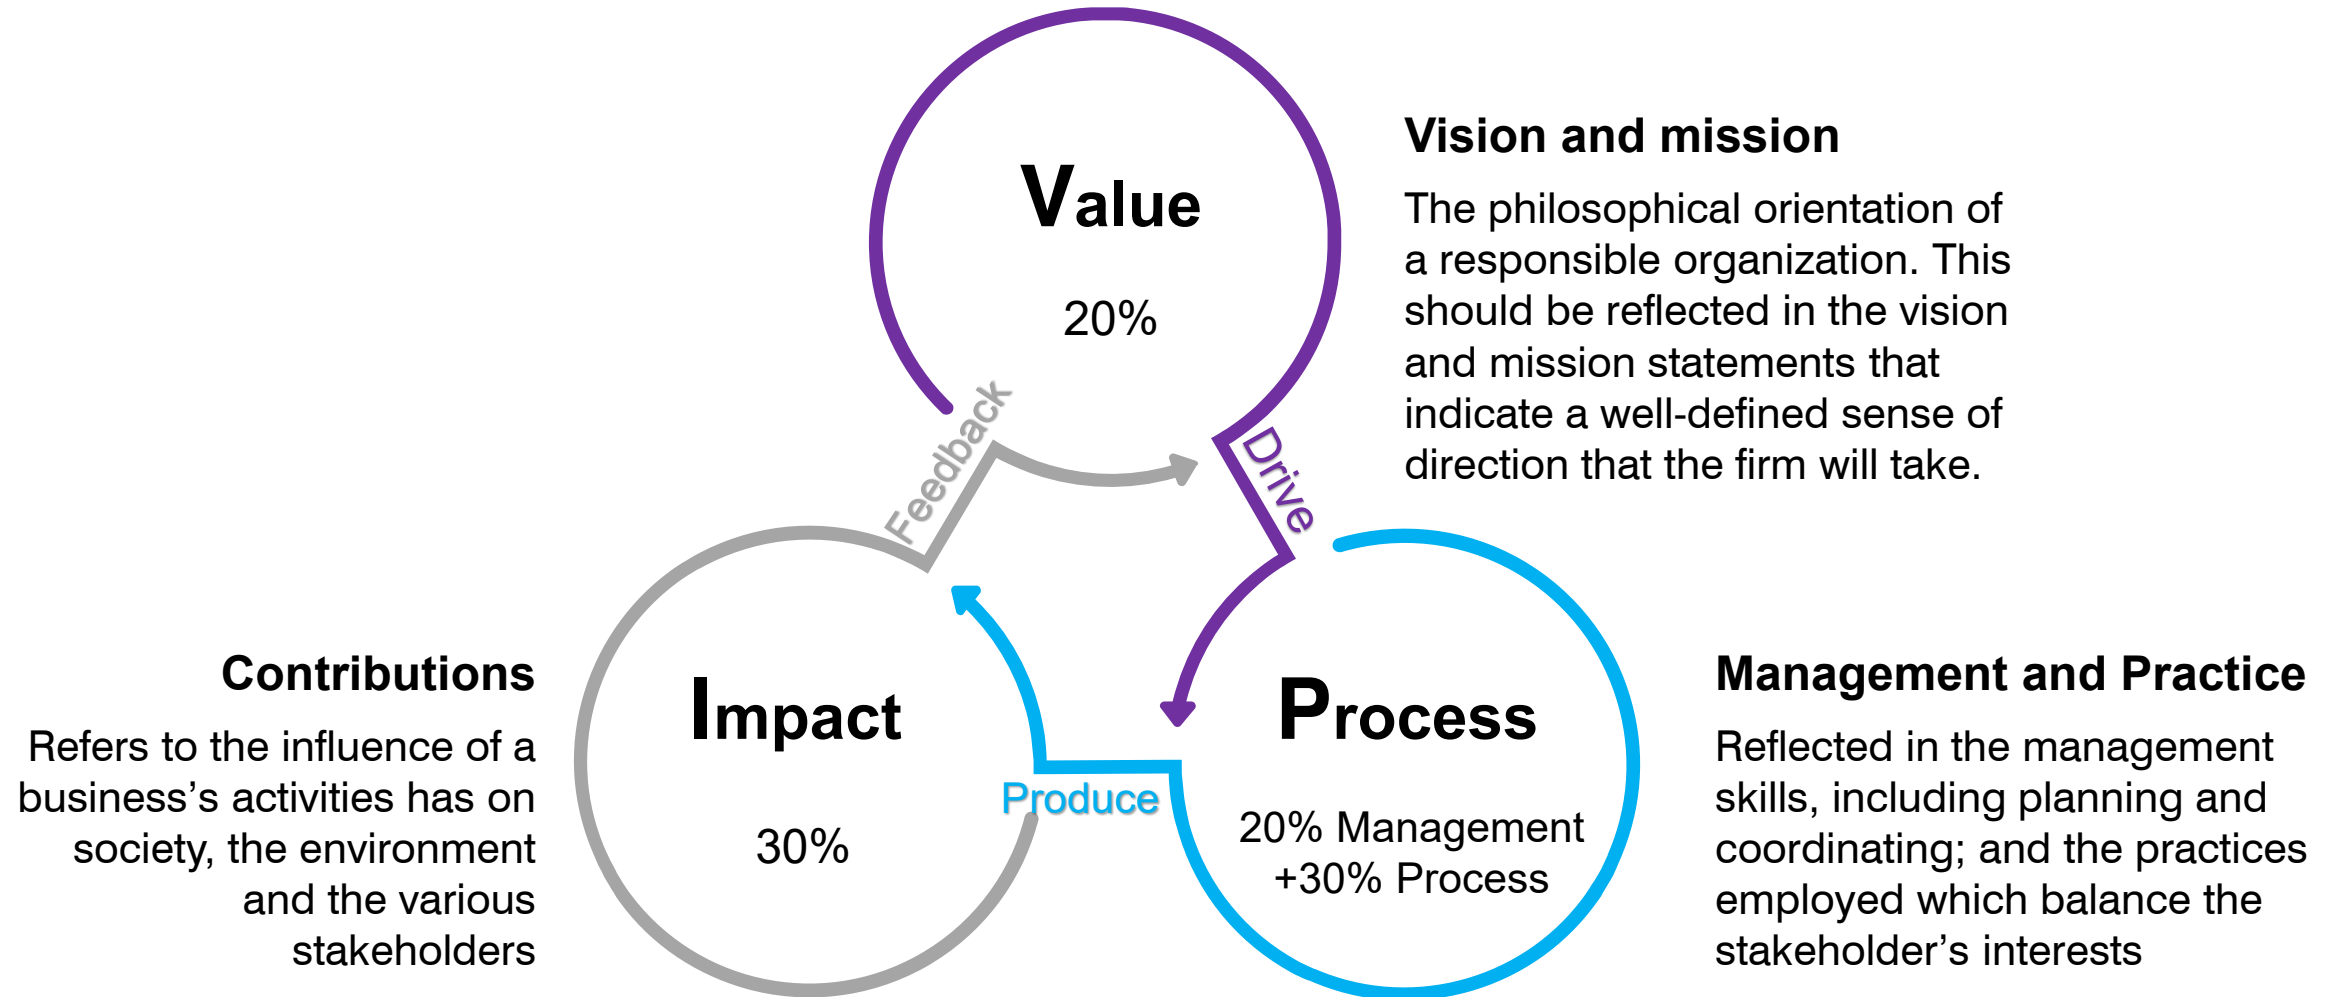 Value
20%
Vision and mission
The philosophical orientation of
a responsible organization. This
should be reflected in the vision
and mission statements that
indicate a well-defined sense of
direction that the firm will take.
Feedback
Drive
Contributions
Refers to the influence of a
business’s activities has on
society, the environment
and the various
stakeholders
Impact
30%
Produce
Process
20% Management
+30% Process
Management and Practice
Reflected in the management
skills, including planning and
coordinating; and the practices
employed which balance the
stakeholder’s interests